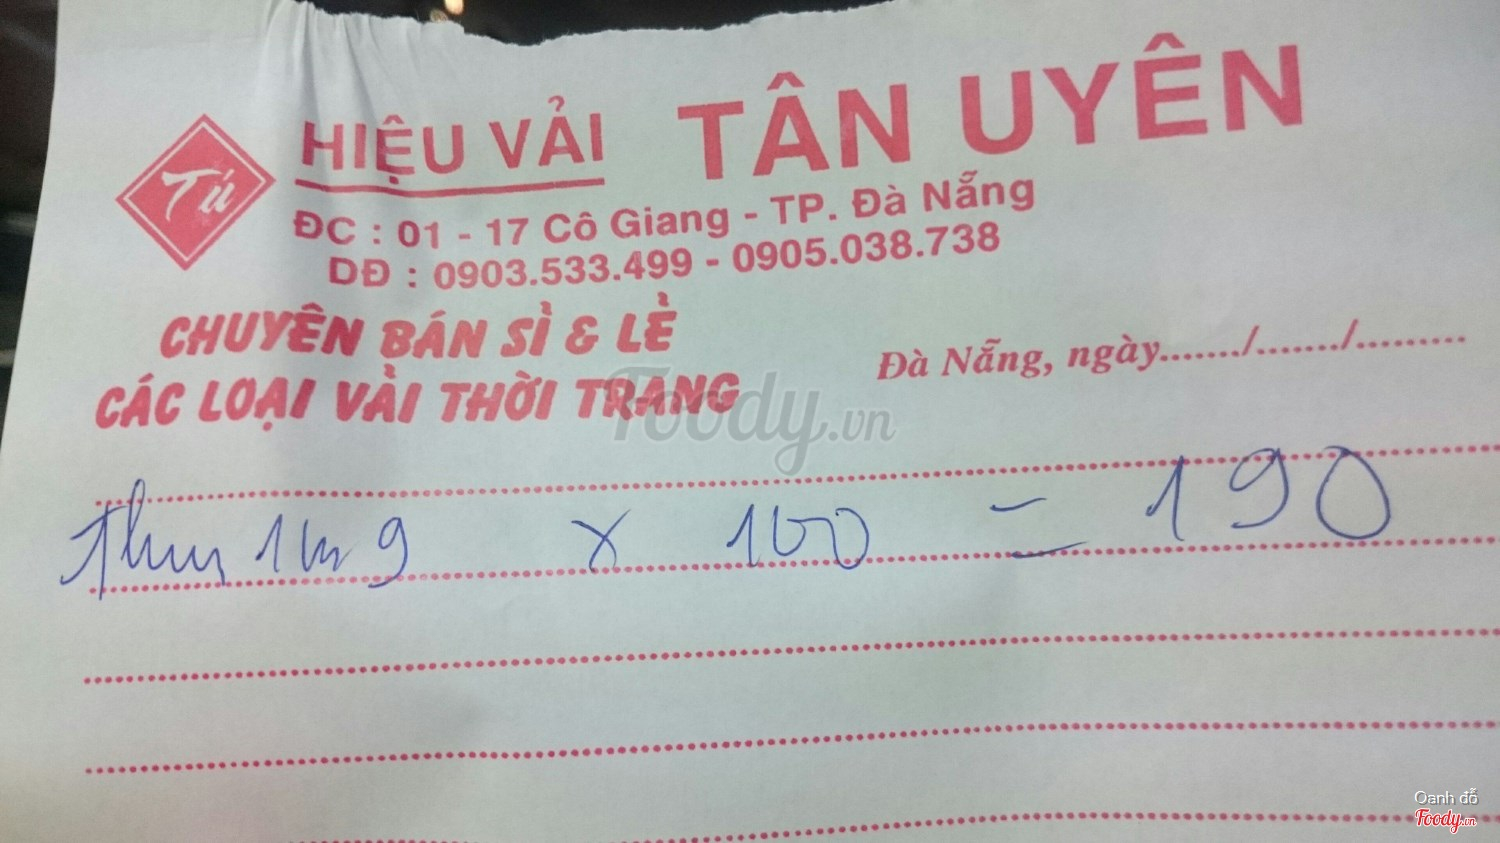 Tú
HIỆU VẢI TÂN UYÊN
ĐC : 01 - 17 Cô Giang - TP. Đà Nẵng
DĐ : 0903.533.499 - 0905.038.738
CHUYÊN BÁN SỈ & LẺ
CÁC LOẠI VẢI THỜI TRANG
Đà Nẵng, ngày......./......./.........
Thun 1m9 x 100 = 190
Foody.vn
Oanh đỗ
Foody.vn